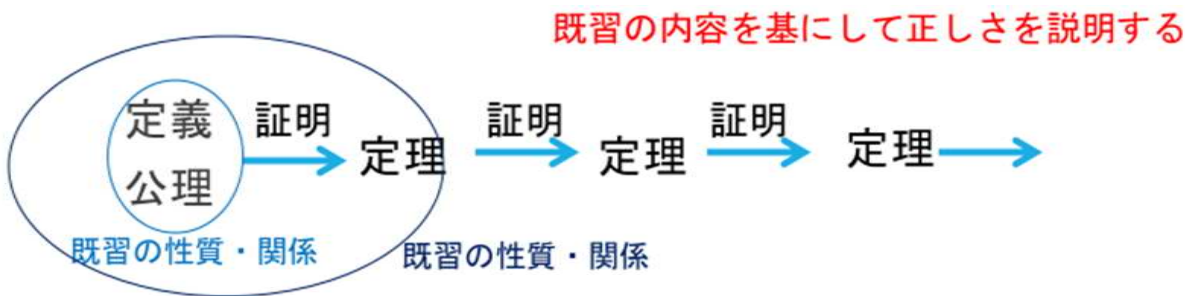 既習の内容を基にして正しさを説明する
定義
公理
証明
定理
証明
定理
証明
定理
既習の性質・関係
既習の性質・関係